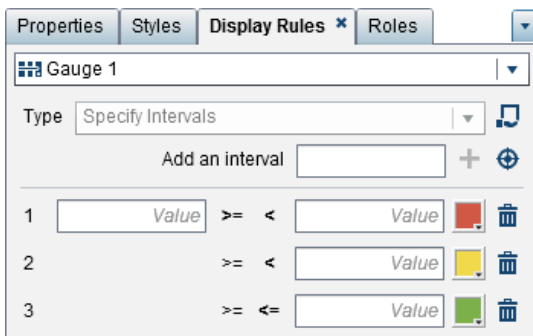 Properties Styles Display Rules × Roles
Gauge 1
Type Specify Intervals
Add an interval
1 Value >= < Value
2 >= < Value
3 >= <= Value